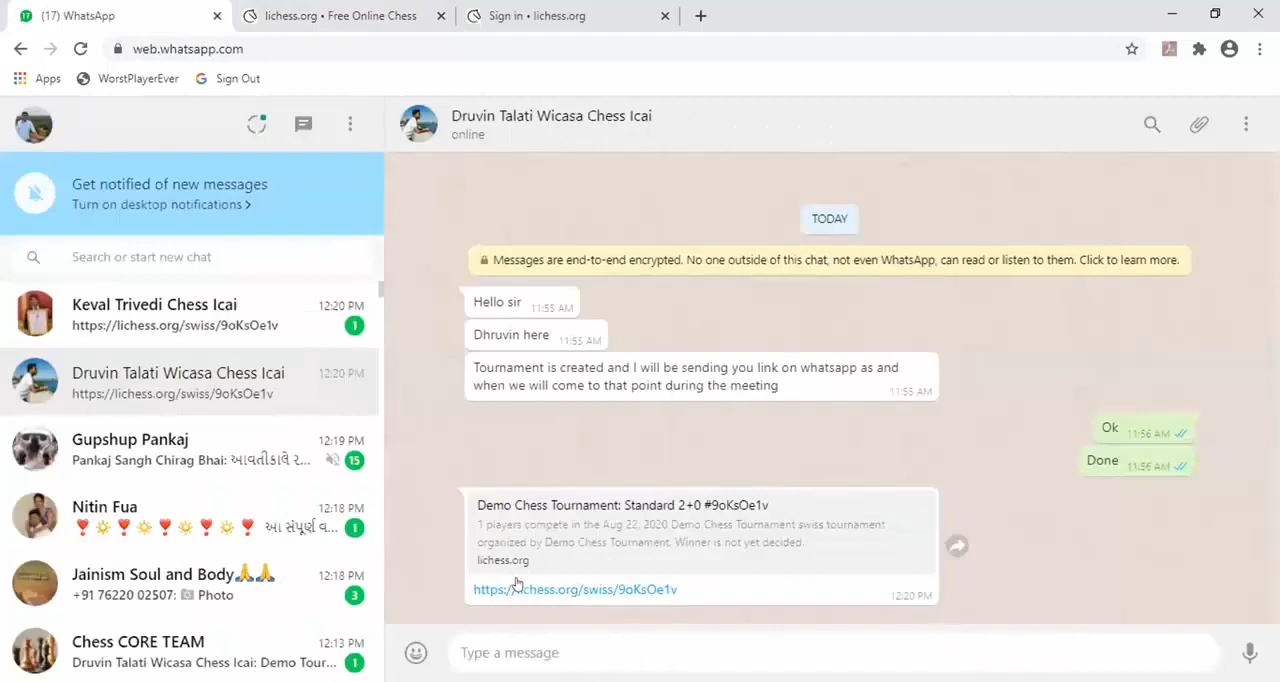 (17) WhatsApp
lichess.org • Free Online Chess
Sign in • lichess.org
web.whatsapp.com
Apps
WorstPlayerEver
Sign Out
Get notified of new messages
Turn on desktop notifications >
Search or start new chat
Keval Trivedi Chess Icai 12:20 PM
https://lichess.org/swiss/9oKsOe1v 1
Druvin Talati Wicasa Chess Icai 12:20 PM
https://lichess.org/swiss/9oKsOe1v
Gupshup Pankaj 12:19 PM
Pankaj Sangh Chirag Bhai: આવતીકાલે ર... 15
Nitin Fua 12:18 PM
❣️☀️❣️☀️❣️☀️❣️☀️ આ સંપૂર્ણ વ... 1
Jainism Soul and Body🙏🙏 12:18 PM
+91 76220 02507: Photo 3
Chess CORE TEAM 12:13 PM
Druvin Talati Wicasa Chess Icai: Demo Tour... 1
Druvin Talati Wicasa Chess Icai
online
TODAY
Messages are end-to-end encrypted. No one outside of this chat, not even WhatsApp, can read or listen to them. Click to learn more.
Hello sir 11:55 AM
Dhruvin here 11:55 AM
Tournament is created and I will be sending you link on whatsapp as and
when we will come to that point during the meeting
11:55 AM
Ok 11:56 AM
Done 11:56 AM
Demo Chess Tournament: Standard 2+0 #9oKsOe1v
1 players compete in the Aug 22, 2020 Demo Chess Tournament swiss tournament
organized by Demo Chess Tournament. Winner is not yet decided.
lichess.org
https://lichess.org/swiss/9oKsOe1v 12:20 PM
Type a message